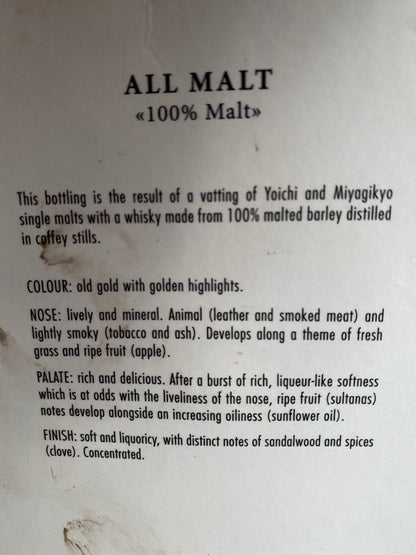 ALL MALT
«100% Malt»
This bottling is the result of a vatting of Yoichi and Miyagikyo
single malts with a whisky made from 100% malted barley distilled
in coffey stills.
COLOUR: old gold with golden highlights.
NOSE: lively and mineral. Animal (leather and smoked meat) and
lightly smoky (tobacco and ash). Develops along a theme of fresh
grass and ripe fruit (apple).
PALATE: rich and delicious. After a burst of rich, liqueur-like softness
which is at odds with the liveliness of the nose, ripe fruit (sultanas)
notes develop alongside an increasing oiliness (sunflower oil).
FINISH: soft and liquoricy, with distinct notes of sandalwood and spices
(clove). Concentrated.